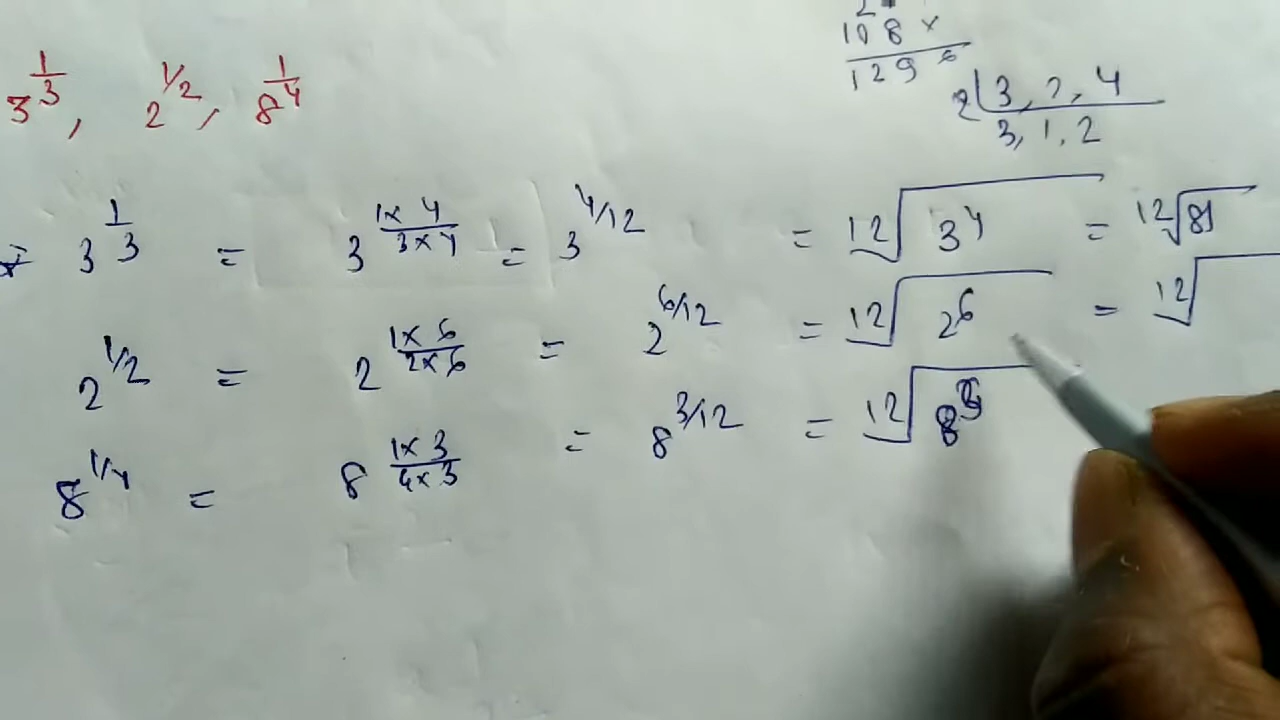 3^(1/3), 2^(1/2), 8^(1/4)
108 ×
129
2 | 3, 2, 4
3, 1, 2
3^(1/3) = 3^((1×4)/(3×4)) = 3^(4/12) = ¹²√(3^4) = ¹²√81
2^(1/2) = 2^((1×6)/(2×6)) = 2^(6/12) = ¹²√(2^6) = ¹²√
8^(1/4) = 8^((1×3)/(4×3)) = 8^(3/12) = ¹²√8